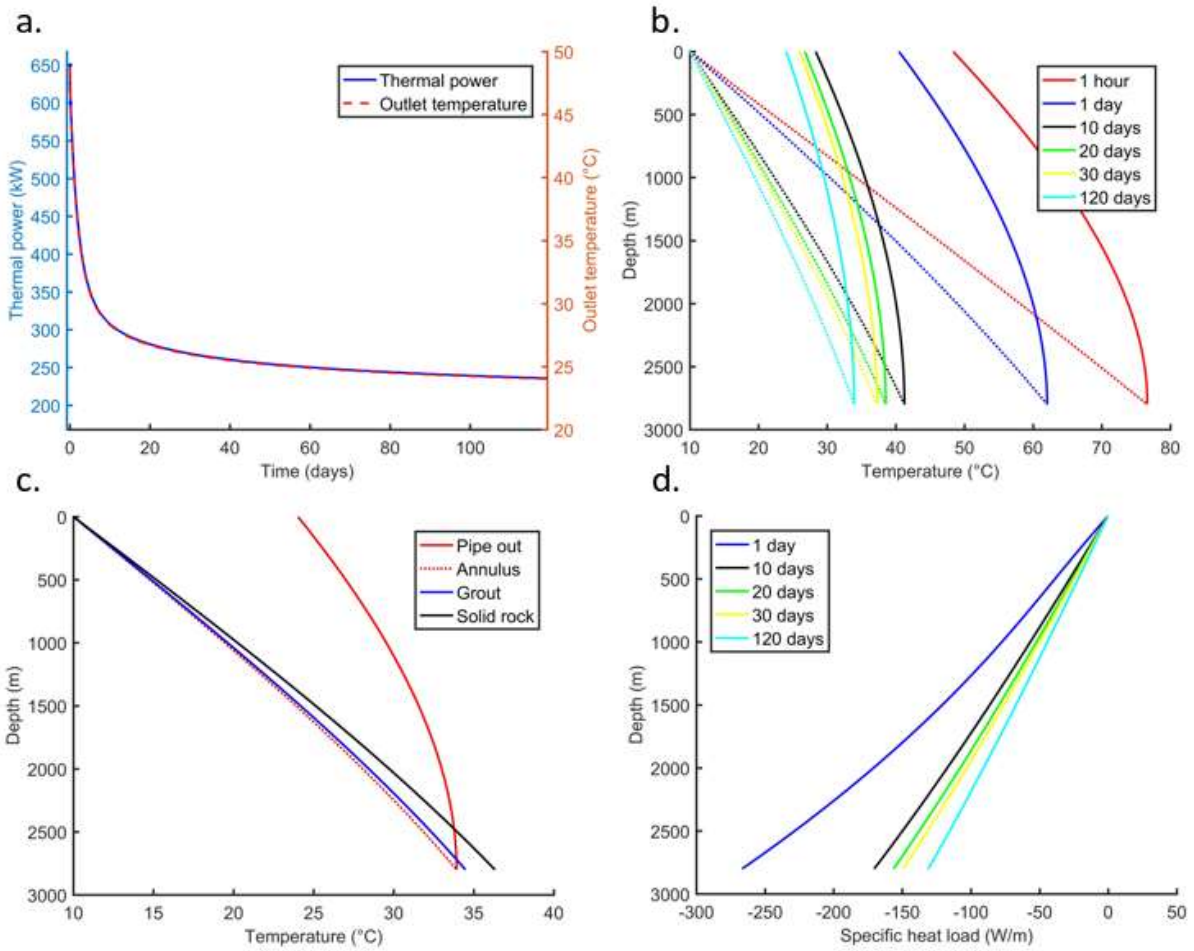 a.
650
600
550
500
450
400
350
300
250
200
Thermal power (kW)
50
45
40
35
30
25
20
Outlet temperature (°C)
Thermal power
Outlet temperature
0 20 40 60 80 100
Time (days)
b.
0
500
1000
1500
2000
2500
3000
Depth (m)
1 hour
1 day
10 days
20 days
30 days
120 days
10 20 30 40 50 60 70 80
Temperature (°C)
c.
0
500
1000
1500
2000
2500
3000
Depth (m)
Pipe out
Annulus
Grout
Solid rock
10 15 20 25 30 35 40
Temperature (°C)
d.
0
500
1000
1500
2000
2500
3000
Depth (m)
1 day
10 days
20 days
30 days
120 days
-300 -250 -200 -150 -100 -50 0 50
Specific heat load (W/m)